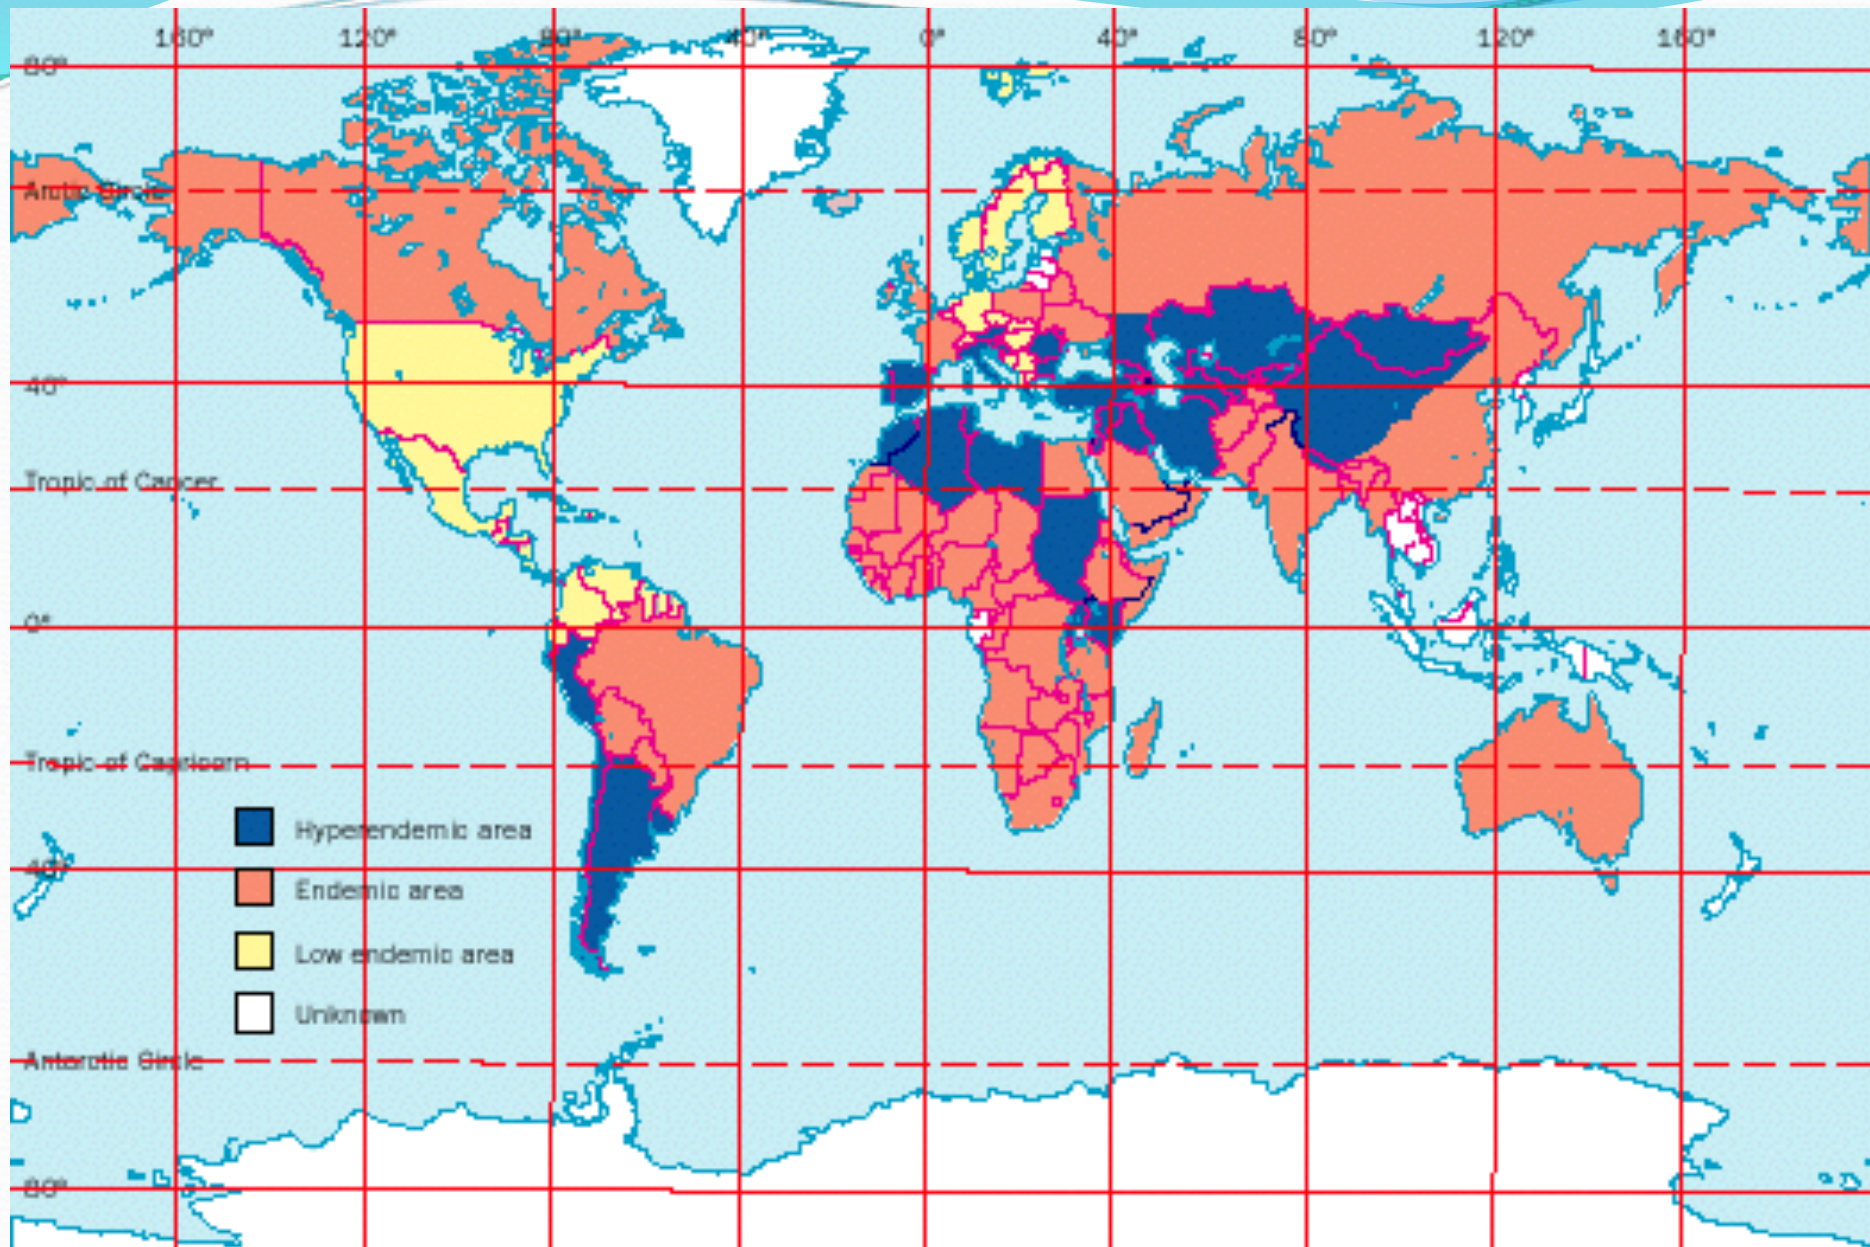 160° 120° 80° 40° 0° 40° 80° 120° 160°
80°
Arctic Circle
40°
Tropic of Cancer
0°
Tropic of Capricorn
Hyperendemic area
40°
Endemic area
Low endemic area
Unknown
Antarctic Circle
80°